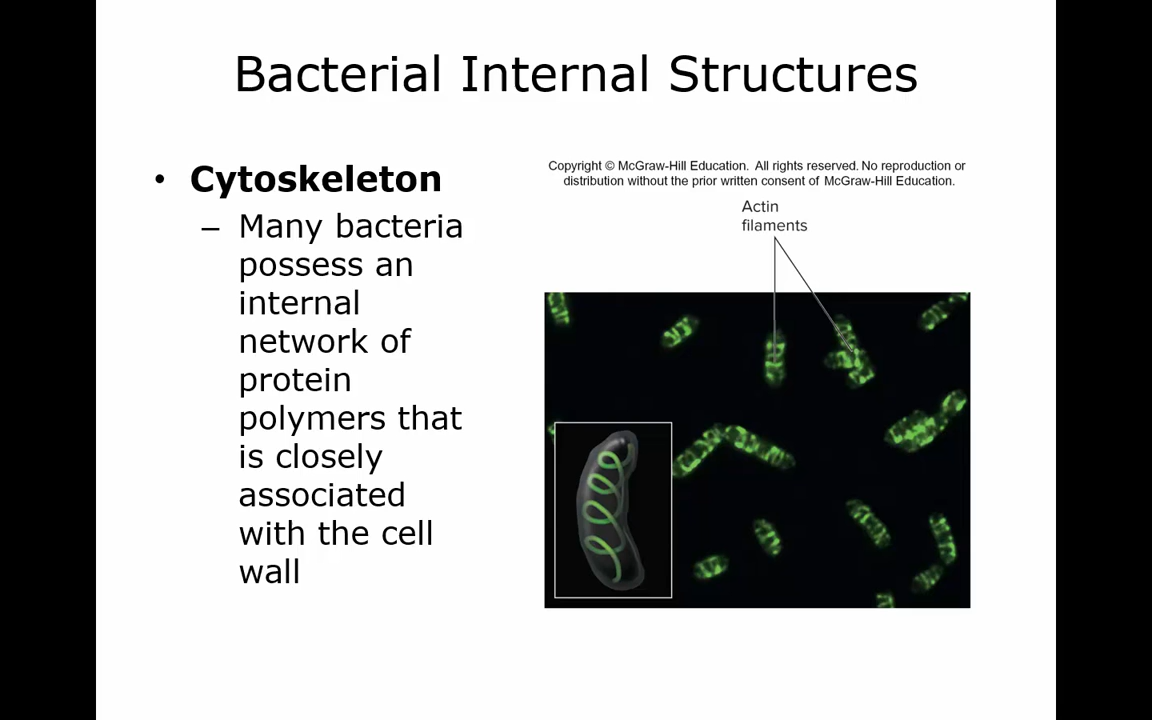 Bacterial Internal Structures
• Cytoskeleton
– Many bacteria
possess an
internal
network of
protein
polymers that
is closely
associated
with the cell
wall
Copyright © McGraw-Hill Education. All rights reserved. No reproduction or
distribution without the prior written consent of McGraw-Hill Education.
Actin
filaments